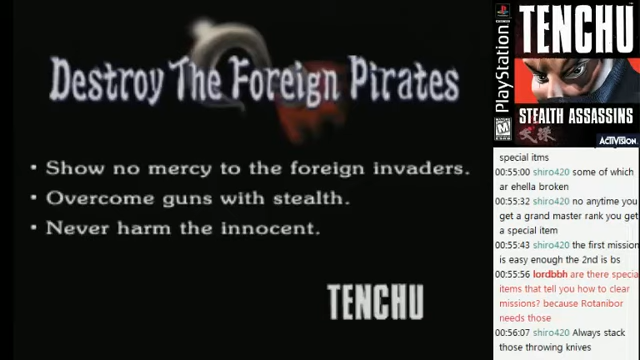 Destroy The Foreign Pirates
• Show no mercy to the foreign invaders.
• Overcome guns with stealth.
• Never harm the innocent.
TENCHU
PlayStation
TENCHU
STEALTH ASSASSINS
ACTIVISION
special itms
00:55:00 shiro420 some of which
ar ehella broken
00:55:32 shiro420 no anytime you
get a grand master rank you get
a special item
00:55:43 shiro420 the first mission
is easy enough the 2nd is bs
00:55:56 lordbbh are there special
items that tell you how to clear
missions? because Rotanibor
needs those
00:56:07 shiro420 Always stack
those throwing knives